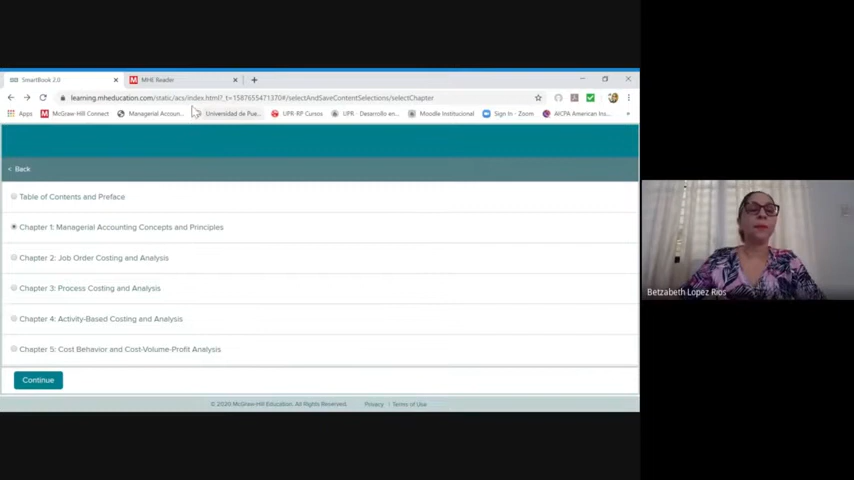 SmartBook 2.0
MHE Reader
learning.mheducation.com/static/acs/index.html?_t=1587655471370#/selectAndSaveContentSelections/selectChapter
Apps McGraw-Hill Connect Managerial Accoun... Universidad de Pue... UPR-RP Cursos UPR - Desarrollo en... Moodle Institucional Sign In - Zoom AICPA American Ins...
< Back
Table of Contents and Preface
Chapter 1: Managerial Accounting Concepts and Principles
Chapter 2: Job Order Costing and Analysis
Chapter 3: Process Costing and Analysis
Chapter 4: Activity-Based Costing and Analysis
Chapter 5: Cost Behavior and Cost-Volume-Profit Analysis
Continue
© 2020 McGraw-Hill Education. All Rights Reserved. Privacy | Terms of Use
Betzabeth Lopez Rios